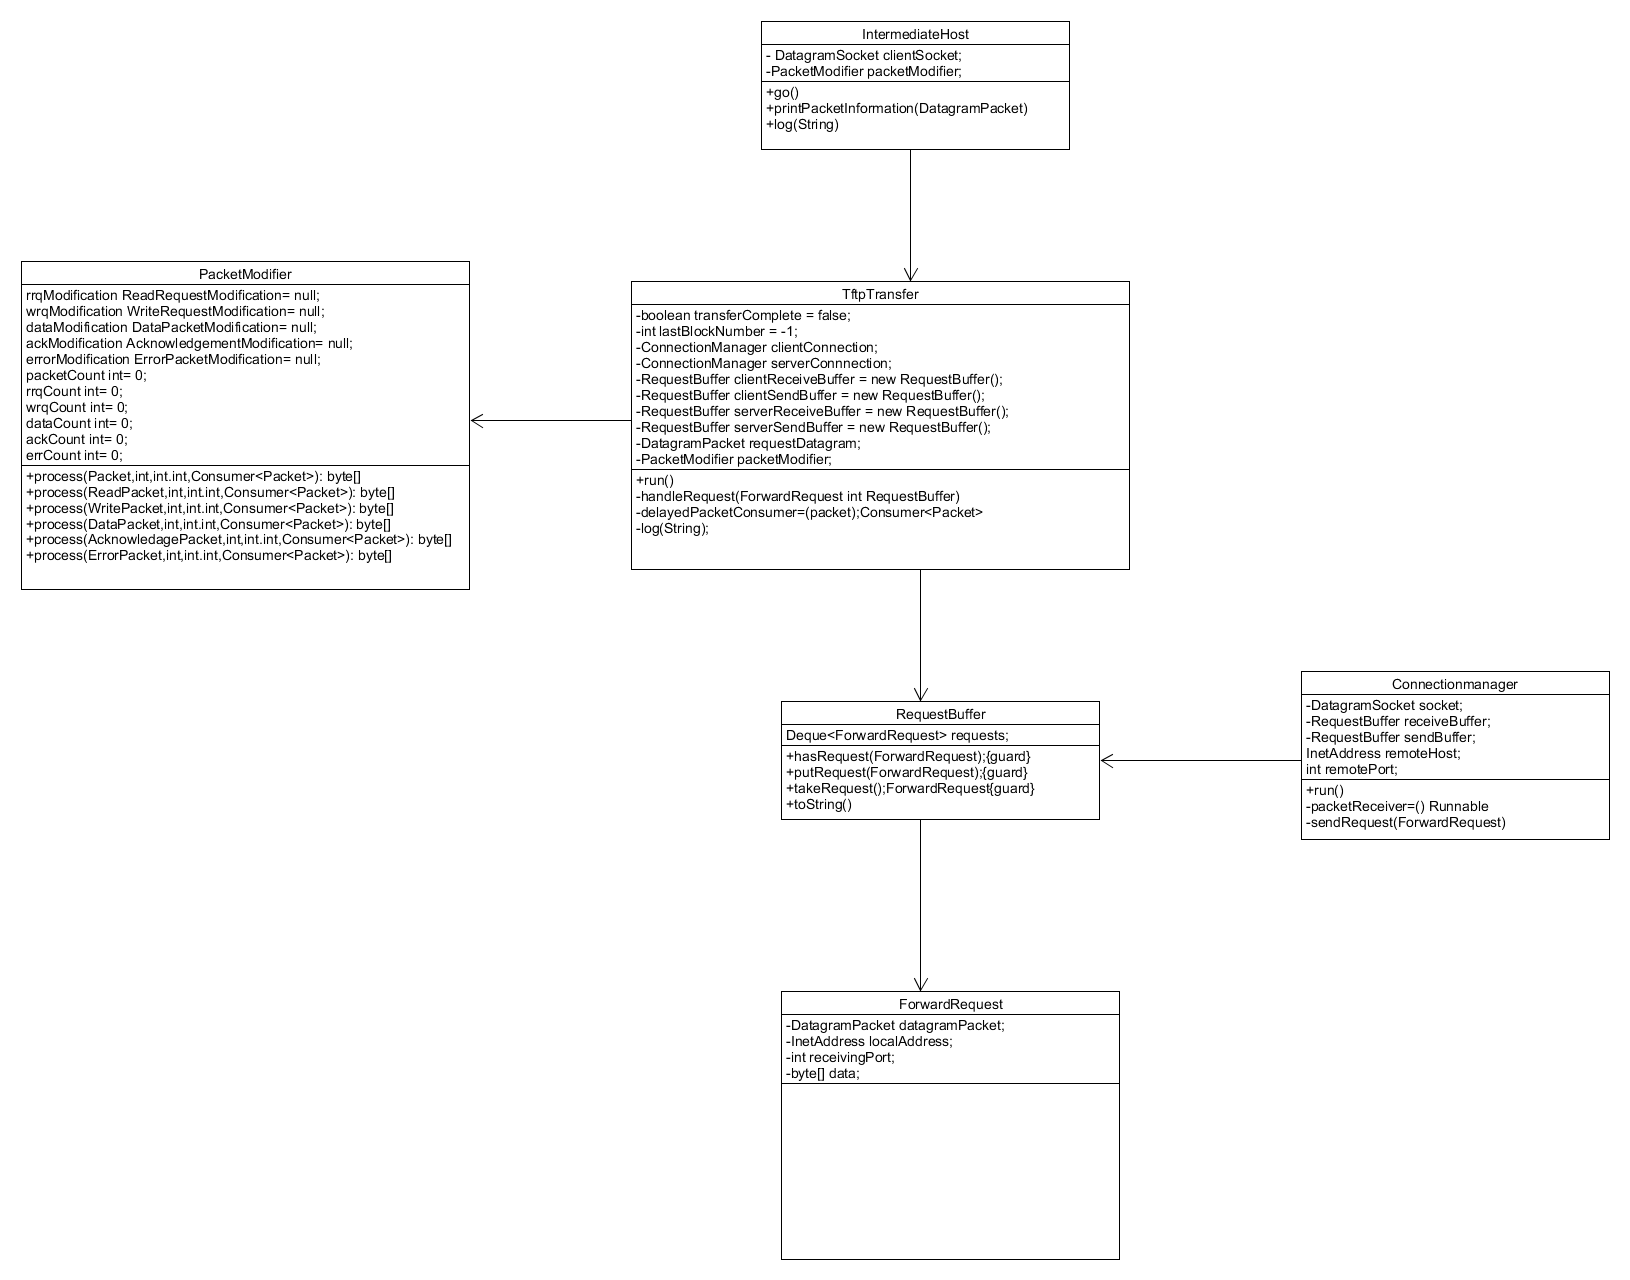 IntermediateHost
- DatagramSocket clientSocket;
-PacketModifier packetModifier;
+go()
+printPacketInformation(DatagramPacket)
+log(String)
PacketModifier
rrqModification ReadRequestModification= null;
wrqModification WriteRequestModification= null;
dataModification DataPacketModification= null;
ackModification AcknowledgementModification= null;
errorModification ErrorPacketModification= null;
packetCount int= 0;
rrqCount int= 0;
wrqCount int= 0;
dataCount int= 0;
ackCount int= 0;
errCount int= 0;
+process(Packet,int,int.int,Consumer<Packet>): byte[]
+process(ReadPacket,int,int.int,Consumer<Packet>): byte[]
+process(WritePacket,int,int.int,Consumer<Packet>): byte[]
+process(DataPacket,int,int.int,Consumer<Packet>): byte[]
+process(AcknowledagePacket,int,int.int,Consumer<Packet>): byte[]
+process(ErrorPacket,int,int.int,Consumer<Packet>): byte[]
TftpTransfer
-boolean transferComplete = false;
-int lastBlockNumber = -1;
-ConnectionManager clientConnection;
-ConnectionManager serverConnnection;
-RequestBuffer clientReceiveBuffer = new RequestBuffer();
-RequestBuffer clientSendBuffer = new RequestBuffer();
-RequestBuffer serverReceiveBuffer = new RequestBuffer();
-RequestBuffer serverSendBuffer = new RequestBuffer();
-DatagramPacket requestDatagram;
-PacketModifier packetModifier;
+run()
-handleRequest(ForwardRequest int RequestBuffer)
-delayedPacketConsumer=(packet);Consumer<Packet>
-log(String);
RequestBuffer
Deque<ForwardRequest> requests;
+hasRequest(ForwardRequest);{guard}
+putRequest(ForwardRequest);{guard}
+takeRequest();ForwardRequest{guard}
+toString()
Connectionmanager
-DatagramSocket socket;
-RequestBuffer receiveBuffer;
-RequestBuffer sendBuffer;
InetAddress remoteHost;
int remotePort;
+run()
-packetReceiver=() Runnable
-sendRequest(ForwardRequest)
ForwardRequest
-DatagramPacket datagramPacket;
-InetAddress localAddress;
-int receivingPort;
-byte[] data;